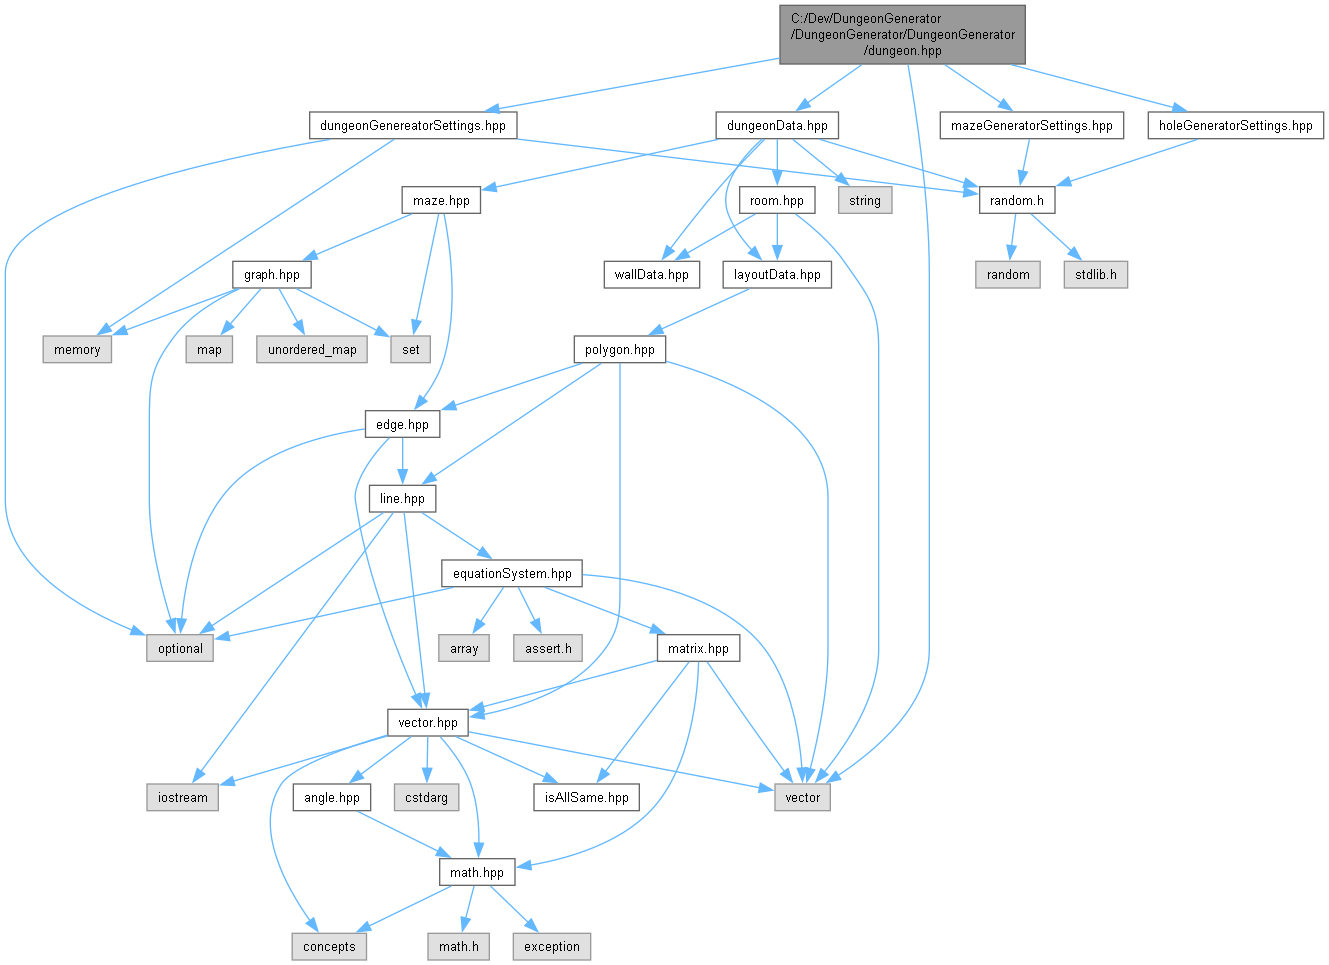 C:/Dev/DungeonGenerator
/DungeonGenerator/DungeonGenerator
/dungeon.hpp
dungeonGenereatorSettings.hpp
dungeonData.hpp
mazeGeneratorSettings.hpp
holeGeneratorSettings.hpp
maze.hpp
room.hpp
string
random.h
graph.hpp
wallData.hpp
layoutData.hpp
random
stdlib.h
memory
map
unordered_map
set
polygon.hpp
edge.hpp
line.hpp
equationSystem.hpp
optional
array
assert.h
matrix.hpp
vector.hpp
iostream
angle.hpp
cstdarg
isAllSame.hpp
vector
math.hpp
concepts
math.h
exception